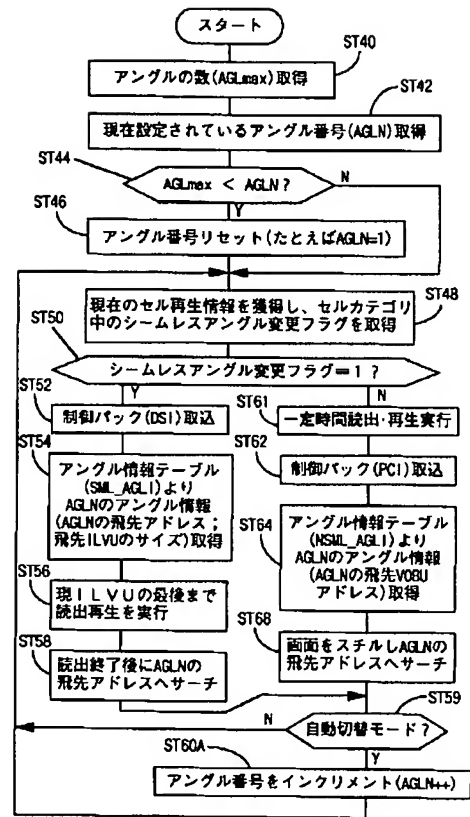 スタート
ST40
アングルの数(AGLmax)取得
ST42
現在設定されているアングル番号(AGLN)取得
ST44
AGLmax < AGLN?
N
Y
ST46
アングル番号リセット(たとえばAGLN=1)
ST48
現在のセル再生情報を獲得し、セルカテゴリ
中のシームレスアングル変更フラグを取得
ST50
シームレスアングル変更フラグ=1?
Y
N
ST52
制御パック(DSI)取込
ST54
アングル情報テーブル
(SML_AGLI)より
AGLNのアングル情報
(AGLNの飛先アドレス;
飛先ILVUのサイズ)取得
ST56
現ILVUの最後まで
読出再生を実行
ST58
読出終了後にAGLNの
飛先アドレスへサーチ
ST61
一定時間読出・再生実行
ST62
制御パック(PCI)取込
ST64
アングル情報テーブル
(NSML_AGLI)より
AGLNのアングル情報
(AGLNの飛先VOBU
アドレス)取得
ST68
画面をスチルしAGLNの
飛先アドレスへサーチ
ST59
自動切替モード?
N
Y
ST60A
アングル番号をインクリメント(AGLN++)